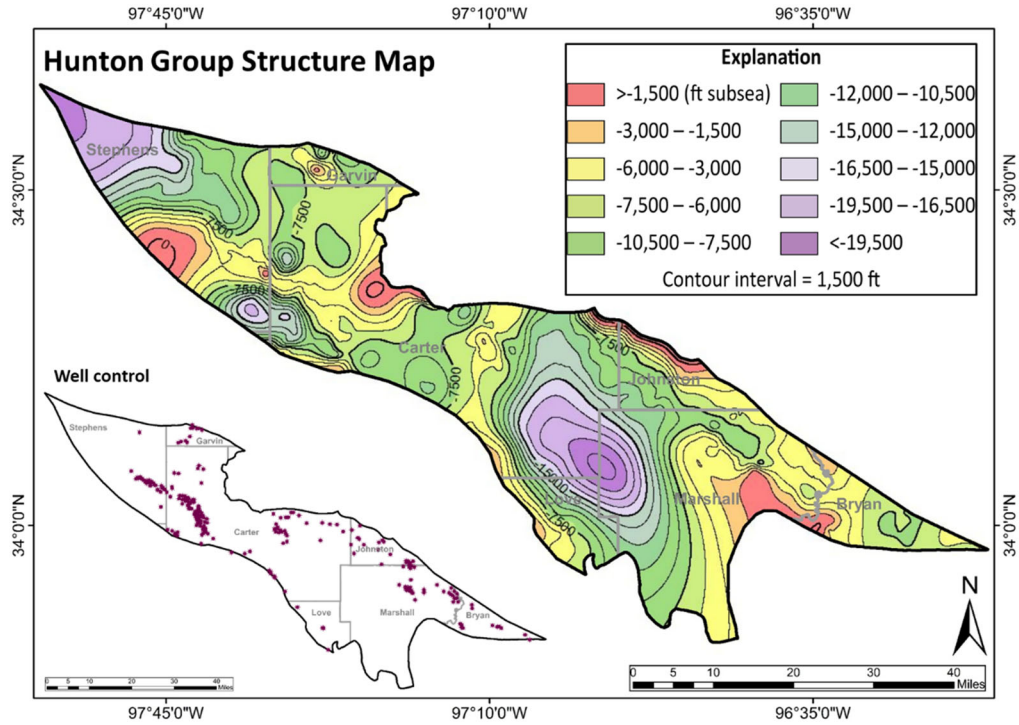 97°45'0"W 97°10'0"W 96°35'0"W
Hunton Group Structure Map
Explanation
>-1,500 (ft subsea) -12,000 – -10,500
-3,000 – -1,500 -15,000 – -12,000
-6,000 – -3,000 -16,500 – -15,000
-7,500 – -6,000 -19,500 – -16,500
-10,500 – -7,500 <-19,500
Contour interval = 1,500 ft
34°30'0"N
34°30'0"N
Stephens
Garvin
-7500
0
-7500
Carter
-7500
Johnston
-15000
Love
-7500
Marshall
Bryan
0
34°0'0"N
34°0'0"N
Well control
Stephens
Garvin
Carter
Johnston
Love
Marshall
Bryan
0 5 10 20 30 40
Miles
N
0 5 10 20 30 40
Miles
97°45'0"W 97°10'0"W 96°35'0"W